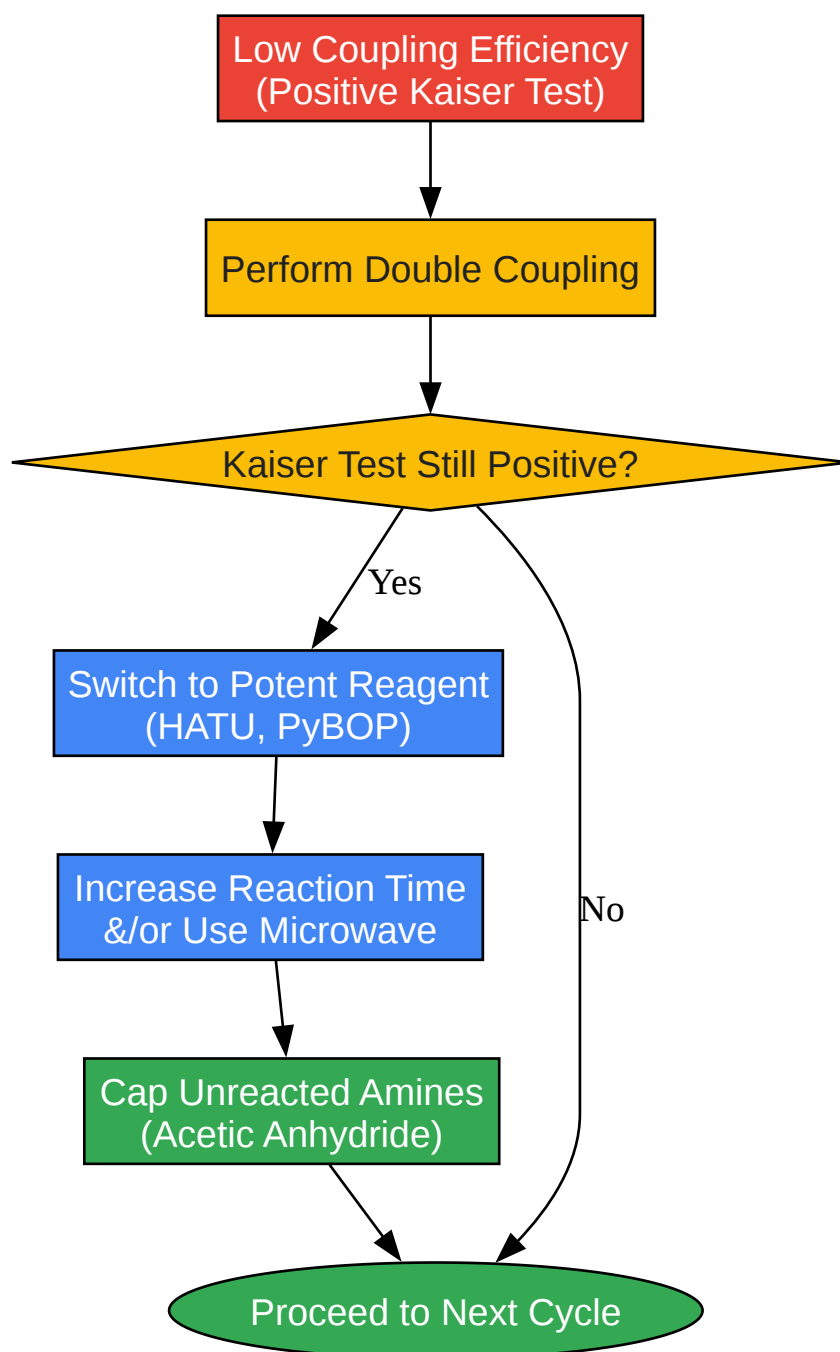 Low Coupling Efficiency
(Positive Kaiser Test)
Perform Double Coupling
Kaiser Test Still Positive?
Yes
Switch to Potent Reagent
(HATU, PyBOP)
Increase Reaction Time
&/or Use Microwave
No
Cap Unreacted Amines
(Acetic Anhydride)
Proceed to Next Cycle